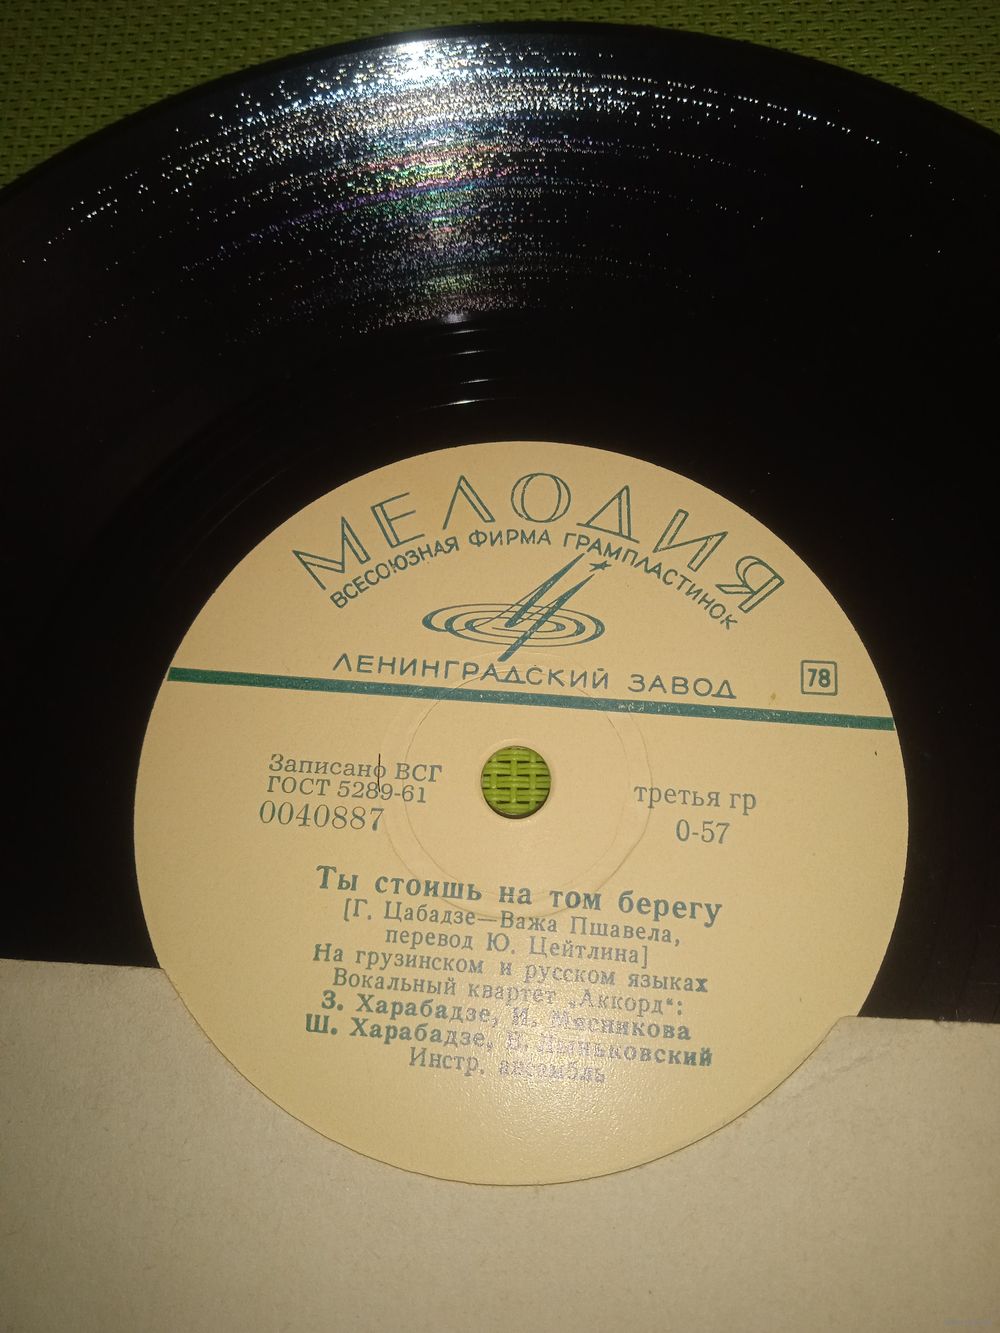 МЕЛОДИЯ
ВСЕСОЮЗНАЯ ФИРМА ГРАМПЛАСТИНОК
ЛЕНИНГРАДСКИЙ ЗАВОД
78
Записано ВСГ
ГОСТ 5289-61
0040887
третья гр
0-57
Ты стоишь на том берегу
[Г. Цабадзе—Важа Пшавела,
перевод Ю. Цейтлина]
На грузинском и русском языках
Вокальный квартет „Аккорд“:
З. Харабадзе, И. Мясникова
Ш. Харабадзе, В. Лыньковский
Инстр. ансамбль